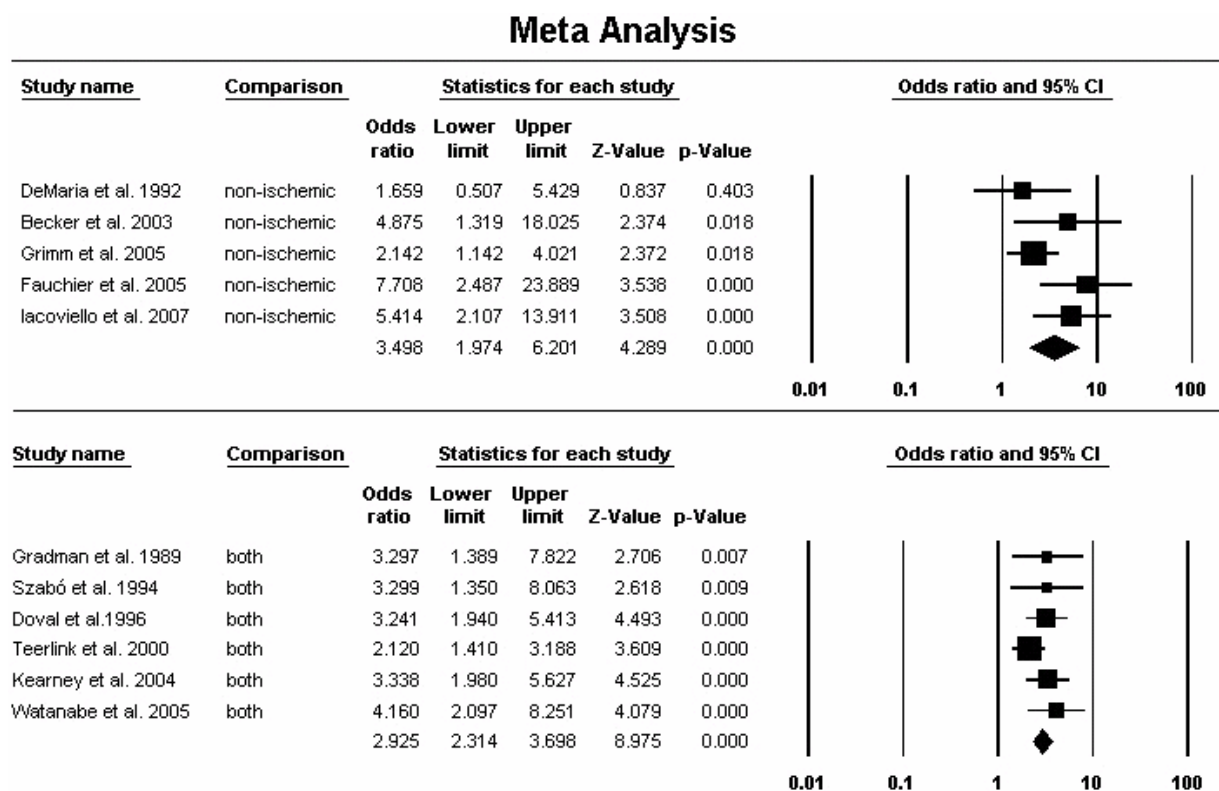 Meta Analysis
Study name Comparison Statistics for each study Odds ratio and 95% CI
Odds Lower Upper
ratio limit limit Z-Value p-Value
DeMaria et al. 1992 non-ischemic 1.659 0.507 5.429 0.837 0.403
Becker et al. 2003 non-ischemic 4.875 1.319 18.025 2.374 0.018
Grimm et al. 2005 non-ischemic 2.142 1.142 4.021 2.372 0.018
Fauchier et al. 2005 non-ischemic 7.708 2.487 23.889 3.538 0.000
Iacoviello et al. 2007 non-ischemic 5.414 2.107 13.911 3.508 0.000
3.498 1.974 6.201 4.289 0.000
0.01 0.1 1 10 100
Study name Comparison Statistics for each study Odds ratio and 95% CI
Odds Lower Upper
ratio limit limit Z-Value p-Value
Gradman et al. 1989 both 3.297 1.389 7.822 2.706 0.007
Szabó et al. 1994 both 3.299 1.350 8.063 2.618 0.009
Doval et al.1996 both 3.241 1.940 5.413 4.493 0.000
Teerlink et al. 2000 both 2.120 1.410 3.188 3.609 0.000
Kearney et al. 2004 both 3.338 1.980 5.627 4.525 0.000
Watanabe et al. 2005 both 4.160 2.097 8.251 4.079 0.000
2.925 2.314 3.698 8.975 0.000
0.01 0.1 1 10 100